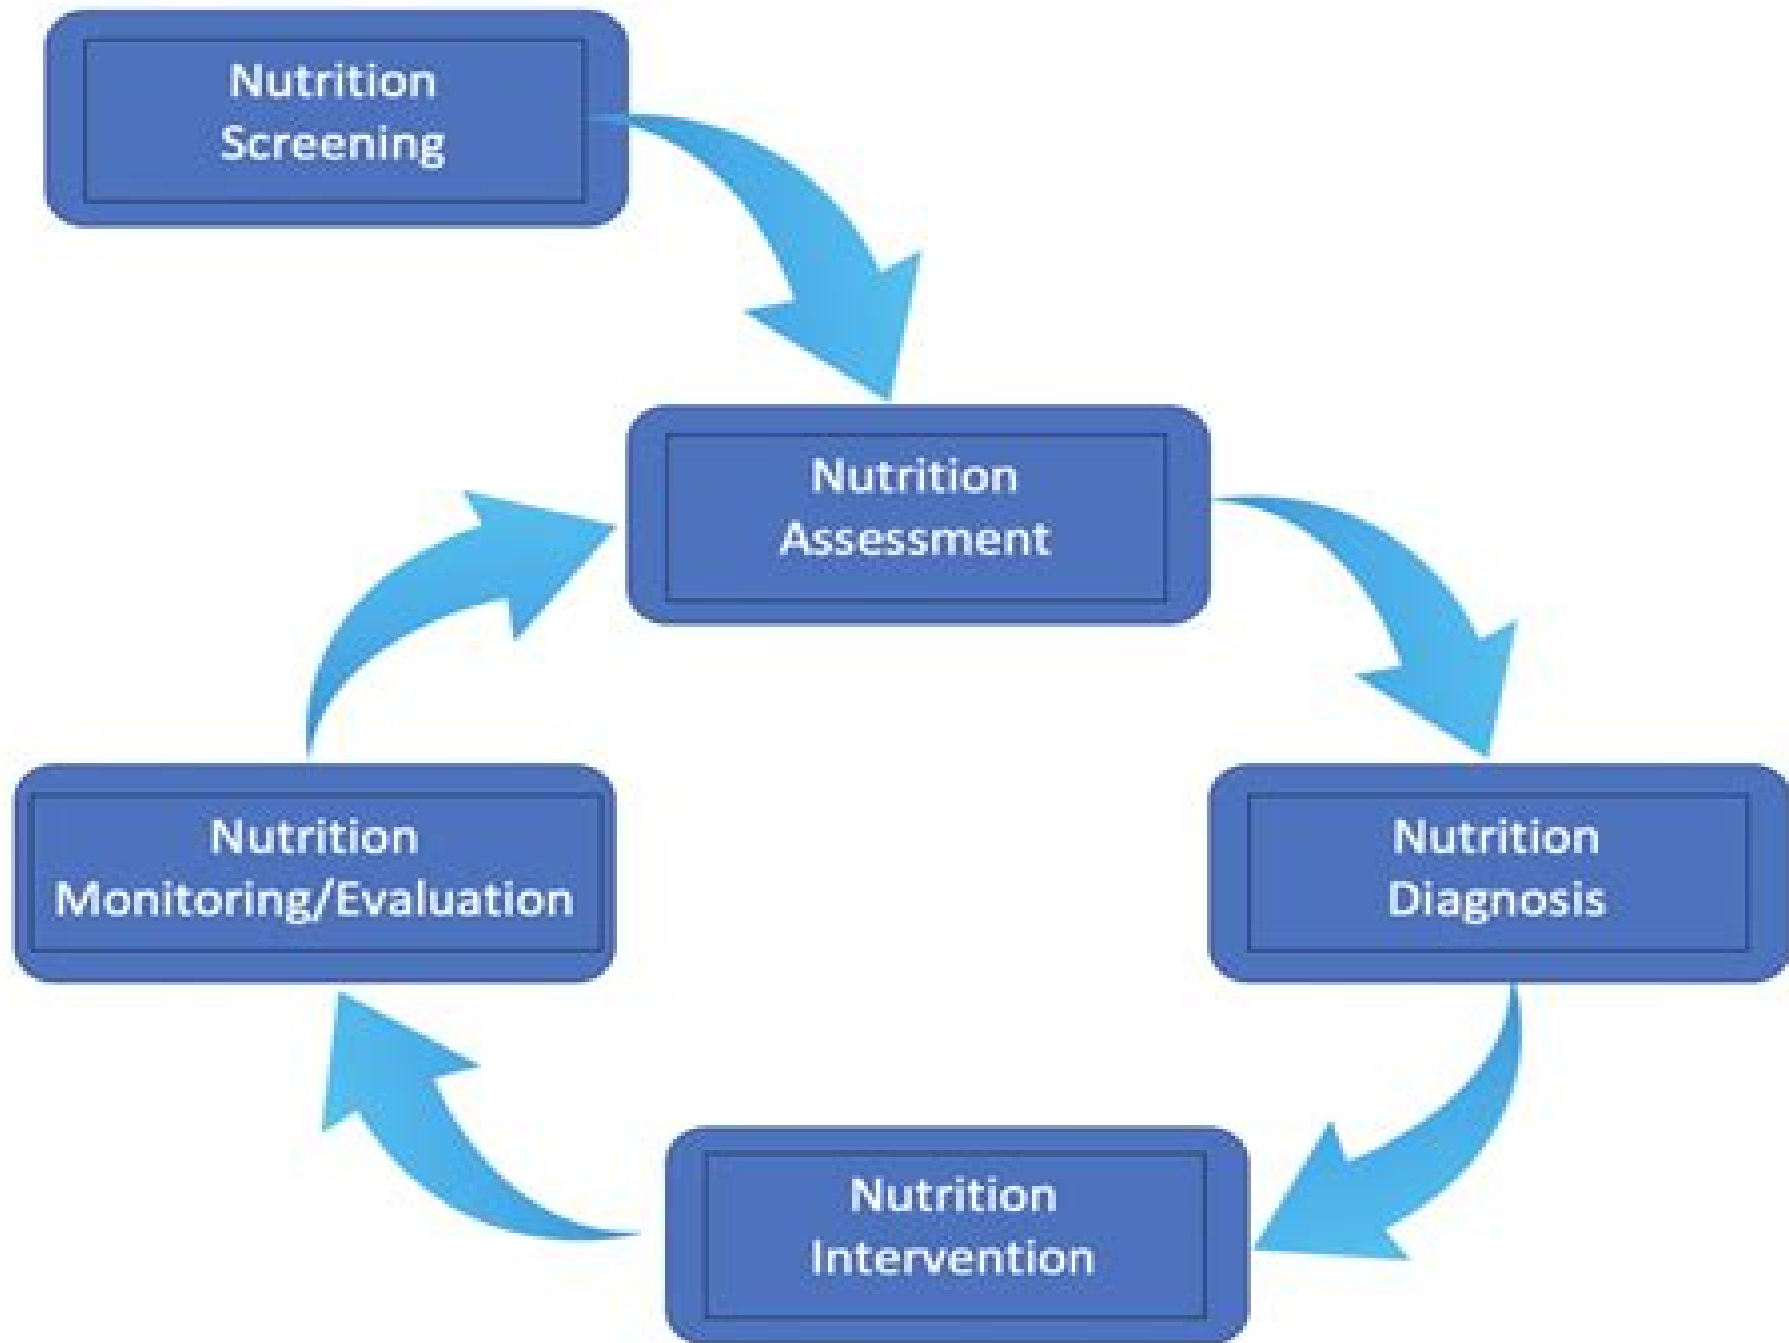 Nutrition
Screening
Nutrition
Assessment
Nutrition
Diagnosis
Nutrition
Intervention
Nutrition
Monitoring/Evaluation